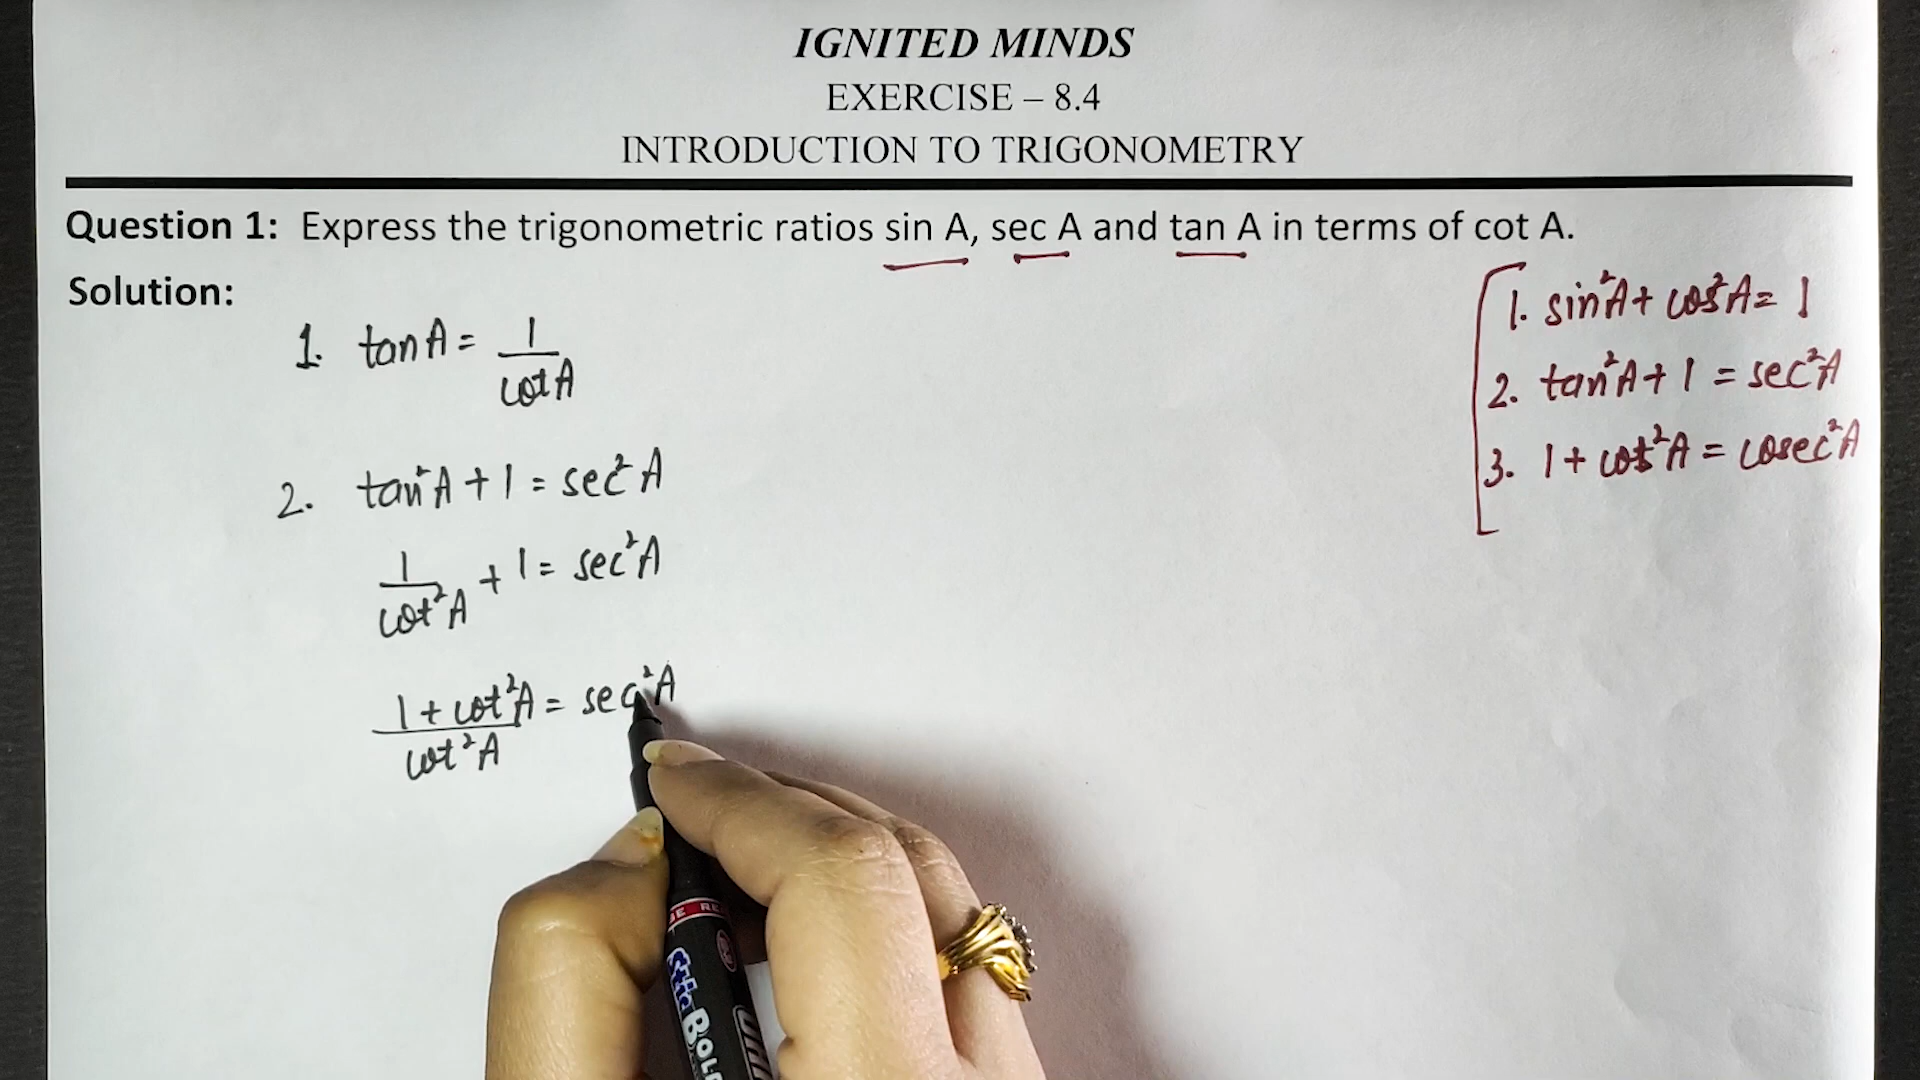 IGNITED MINDS
EXERCISE – 8.4
INTRODUCTION TO TRIGONOMETRY
Question 1: Express the trigonometric ratios sin A, sec A and tan A in terms of cot A.
Solution:
1. tan A = 1/cot A
2. tan²A + 1 = sec²A
1/cot²A + 1 = sec²A
(1 + cot²A)/cot²A = sec²A
1. sin²A + cos²A = 1
2. tan²A + 1 = sec²A
3. 1 + cot²A = cosec²A